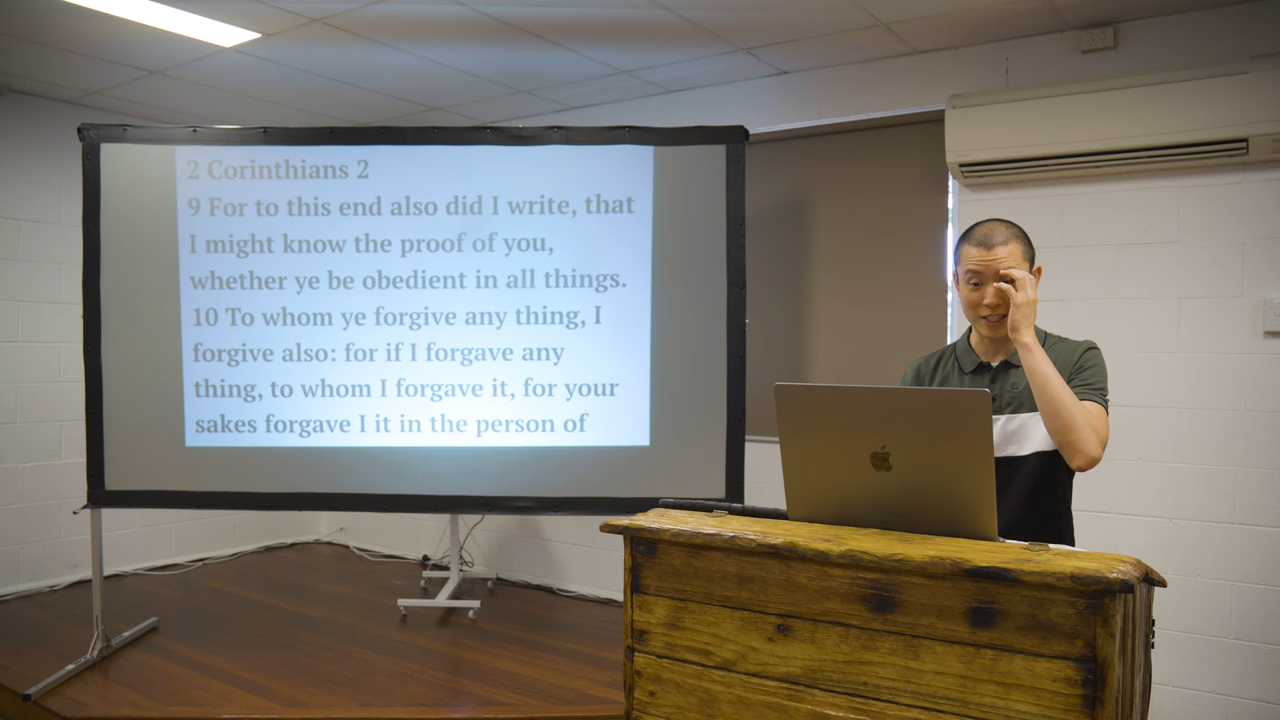 2 Corinthians 2
9 For to this end also did I write, that
I might know the proof of you,
whether ye be obedient in all things.
10 To whom ye forgive any thing, I
forgive also: for if I forgave any
thing, to whom I forgave it, for your
sakes forgave I it in the person of